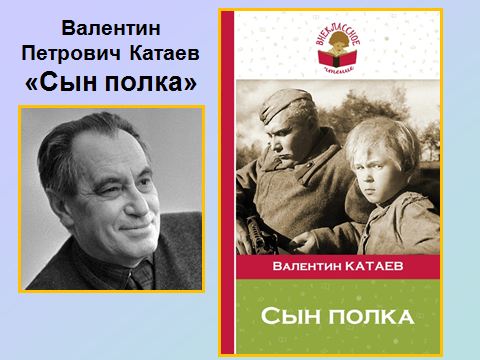 Валентин
Петрович Катаев
«Сын полка»
ВНЕКЛАССНОЕ
чтение
Валентин КАТАЕВ
Сын полка